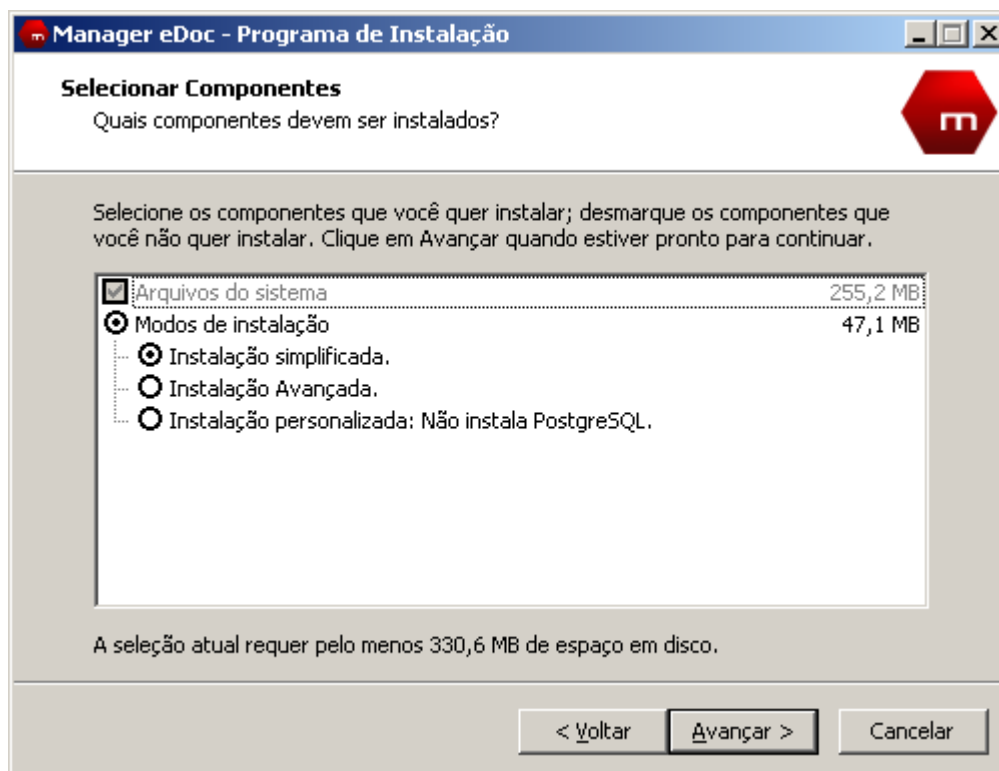 Manager eDoc - Programa de Instalação
Selecionar Componentes
Quais componentes devem ser instalados?
m
Selecione os componentes que você quer instalar; desmarque os componentes que
você não quer instalar. Clique em Avançar quando estiver pronto para continuar.
Arquivos do sistema 255,2 MB
Modos de instalação 47,1 MB
Instalação simplificada.
Instalação Avançada.
Instalação personalizada: Não instala PostgreSQL.
A seleção atual requer pelo menos 330,6 MB de espaço em disco.
< Voltar Avançar > Cancelar